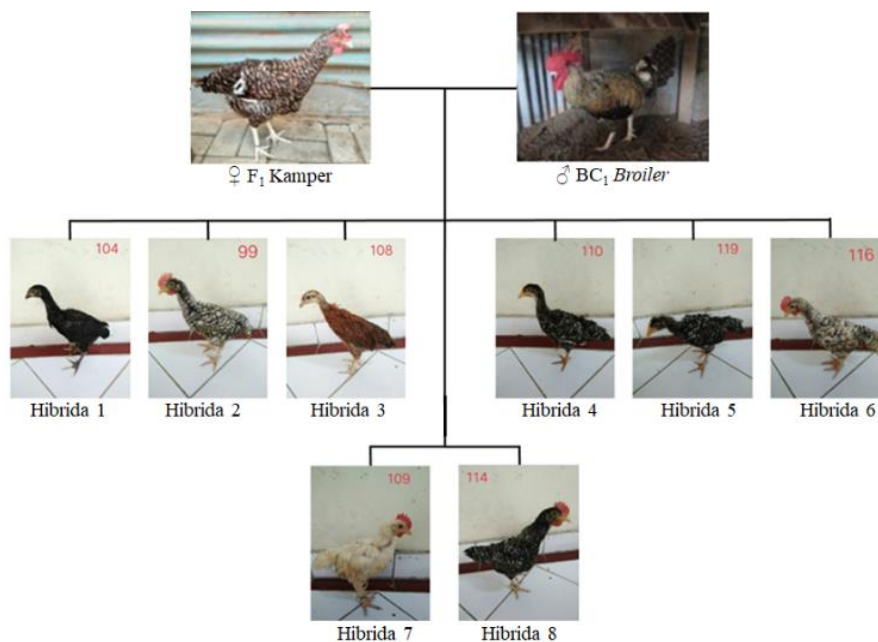 ♀ F₁ Kamper
♂ BC₁ Broiler
104
99
108
110
119
116
Hibrida 1
Hibrida 2
Hibrida 3
Hibrida 4
Hibrida 5
Hibrida 6
109
114
Hibrida 7
Hibrida 8